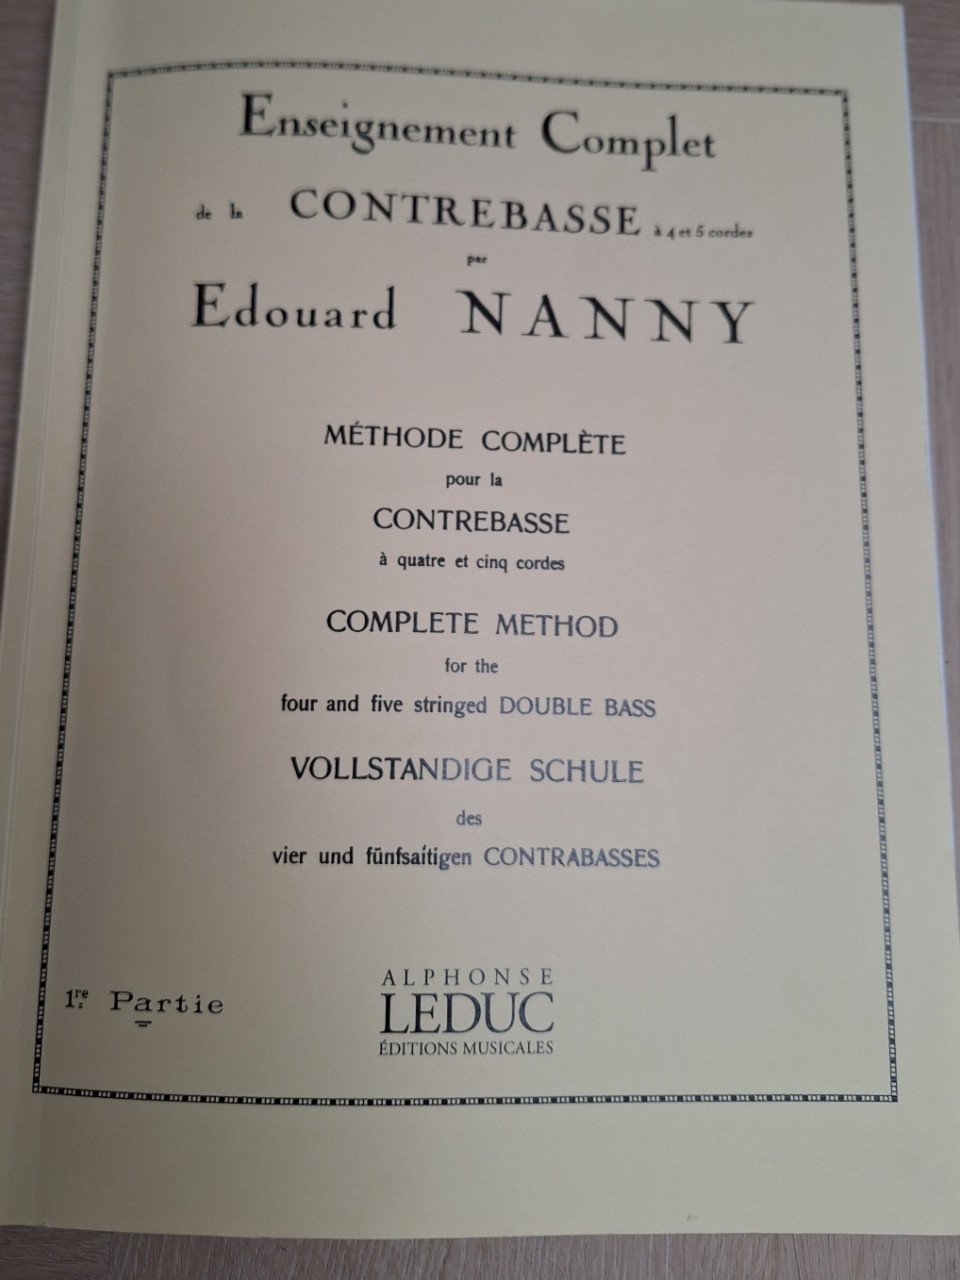 Enseignement Complet
de la CONTREBASSE à 4 et 5 cordes
par
Edouard NANNY
MÉTHODE COMPLÈTE
pour la
CONTREBASSE
à quatre et cinq cordes
COMPLETE METHOD
for the
four and five stringed DOUBLE BASS
VOLLSTANDIGE SCHULE
des
vier und fünfsaítigen CONTRABASSES
1re Partie
ALPHONSE
LEDUC
ÉDITIONS MUSICALES